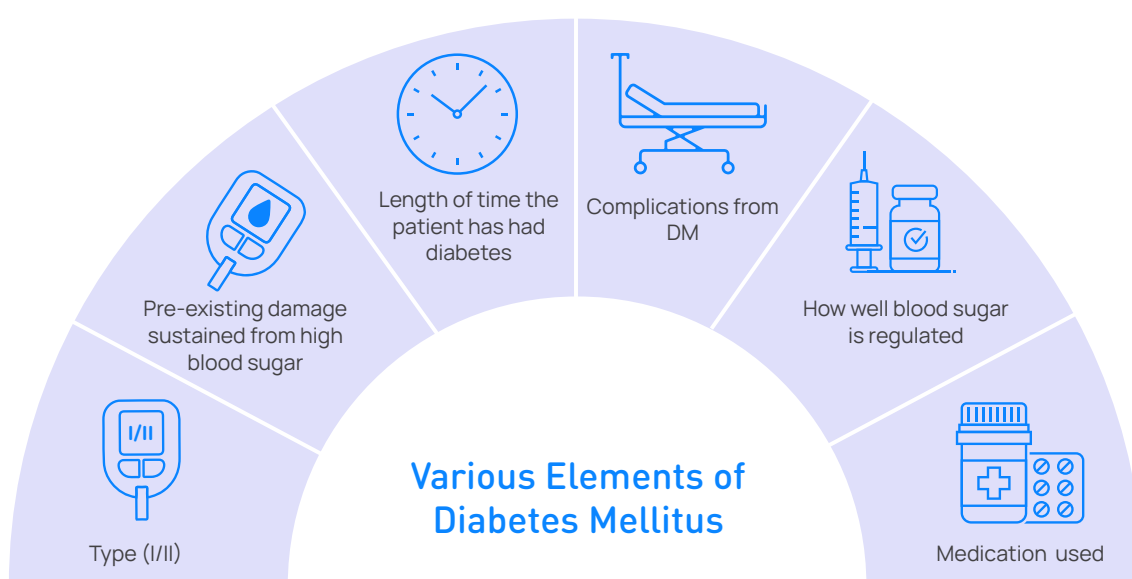 Length of time the
patient has had
diabetes
Complications from
DM
Pre-existing damage
sustained from high
blood sugar
How well blood sugar
is regulated
I/II
Type (I/II)
Various Elements of
Diabetes Mellitus
Medication used